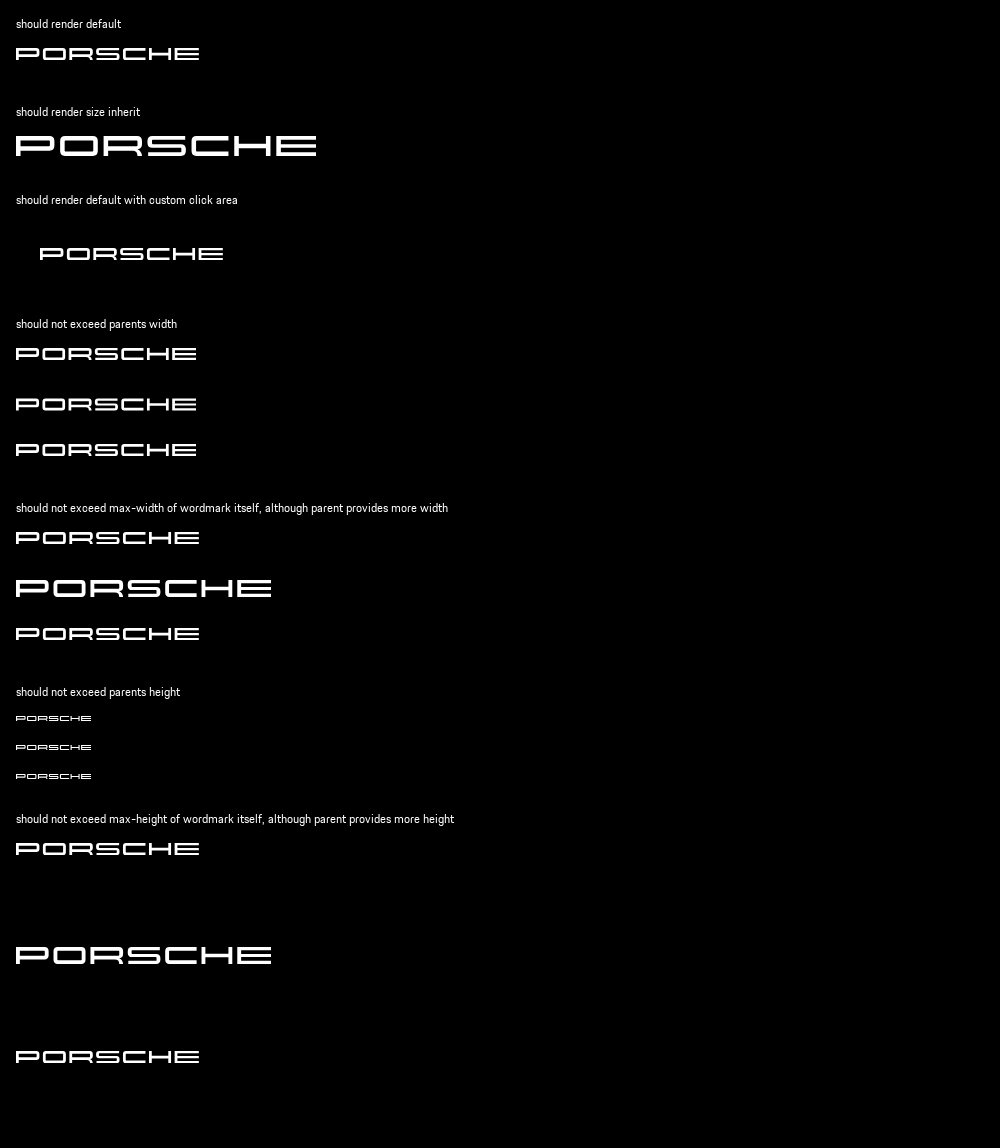 should render default
PORSCHE
should render size inherit
PORSCHE
should render default with custom click area
PORSCHE
should not exceed parents width
PORSCHE
PORSCHE
PORSCHE
should not exceed max-width of wordmark itself, although parent provides more width
PORSCHE
PORSCHE
PORSCHE
should not exceed parents height
PORSCHE
PORSCHE
PORSCHE
should not exceed max-height of wordmark itself, although parent provides more height
PORSCHE
PORSCHE
PORSCHE